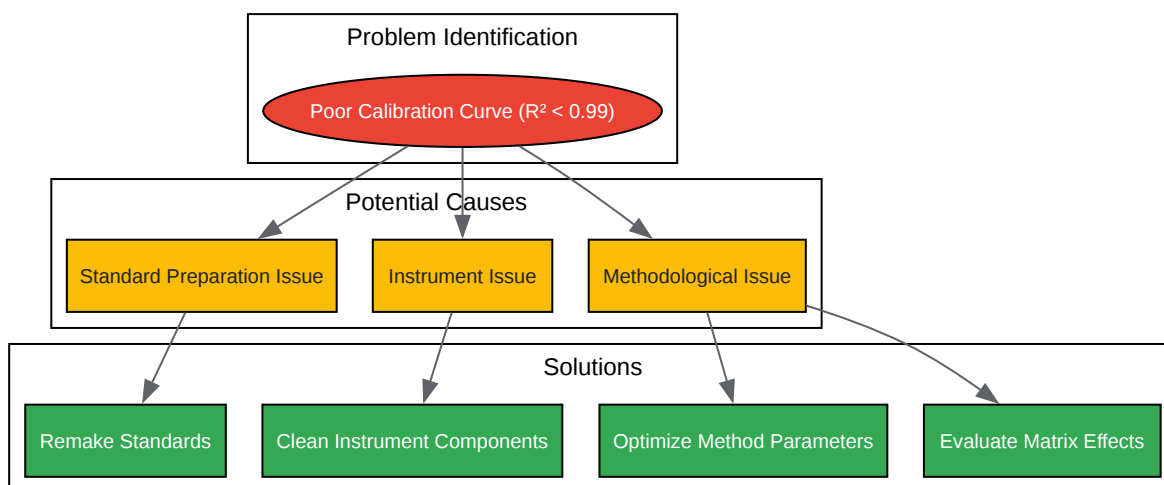 Problem Identification
Poor Calibration Curve (R² < 0.99)
Potential Causes
Standard Preparation Issue
Instrument Issue
Methodological Issue
Solutions
Remake Standards
Clean Instrument Components
Optimize Method Parameters
Evaluate Matrix Effects